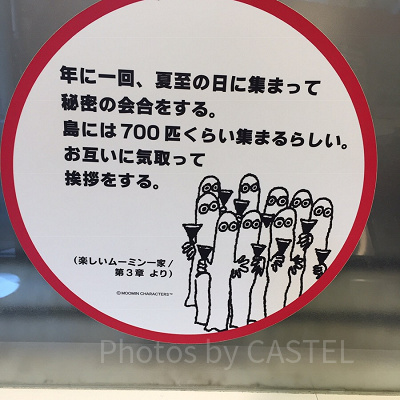 年に一回、夏至の日に集まって
秘密の会合をする。
島には700匹くらい集まるらしい。
お互いに気取って
挨拶をする。
(楽しいムーミン一家/
第3章 より)
©MOOMIN CHARACTERS™
Photos by CASTEL